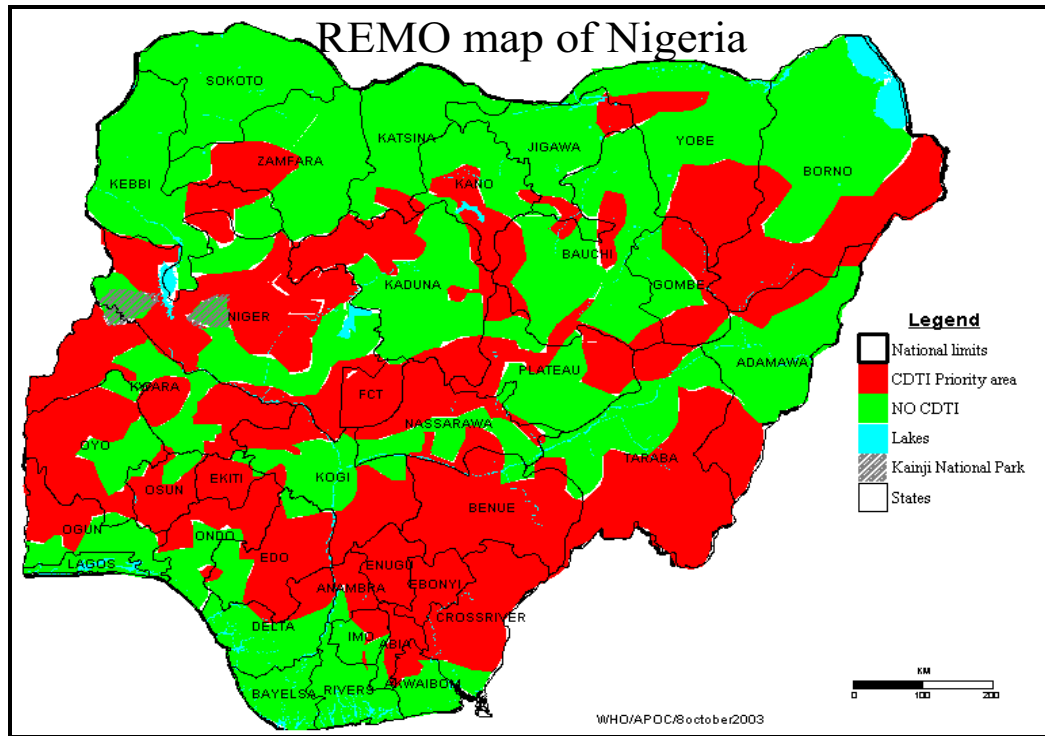 REMO map of Nigeria
SOKOTO
KATSINA
JIGAWA
YOBE
ZAMFARA
KEBBI
KANO
BORNO
BAUCHI
KADUNA
GOMBE
NIGER
ADAMAWA
PLATEAU
KWARA
FCT
NASSARAWA
OYO
TARABA
OSUN
EKITI
KOGI
BENUE
OGUN
ONDO
EDO
LAGOS
ENUGU
ANAMBRA
EBONYI
CROSSRIVER
DELTA
IMO
ABIA
BAYELSA
RIVERS
AKWAIBOM
Legend
National limits
CDTI Priority area
NO CDTI
Lakes
Kainji National Park
States
KM
0 100 200
WHO/APOC/8october2003